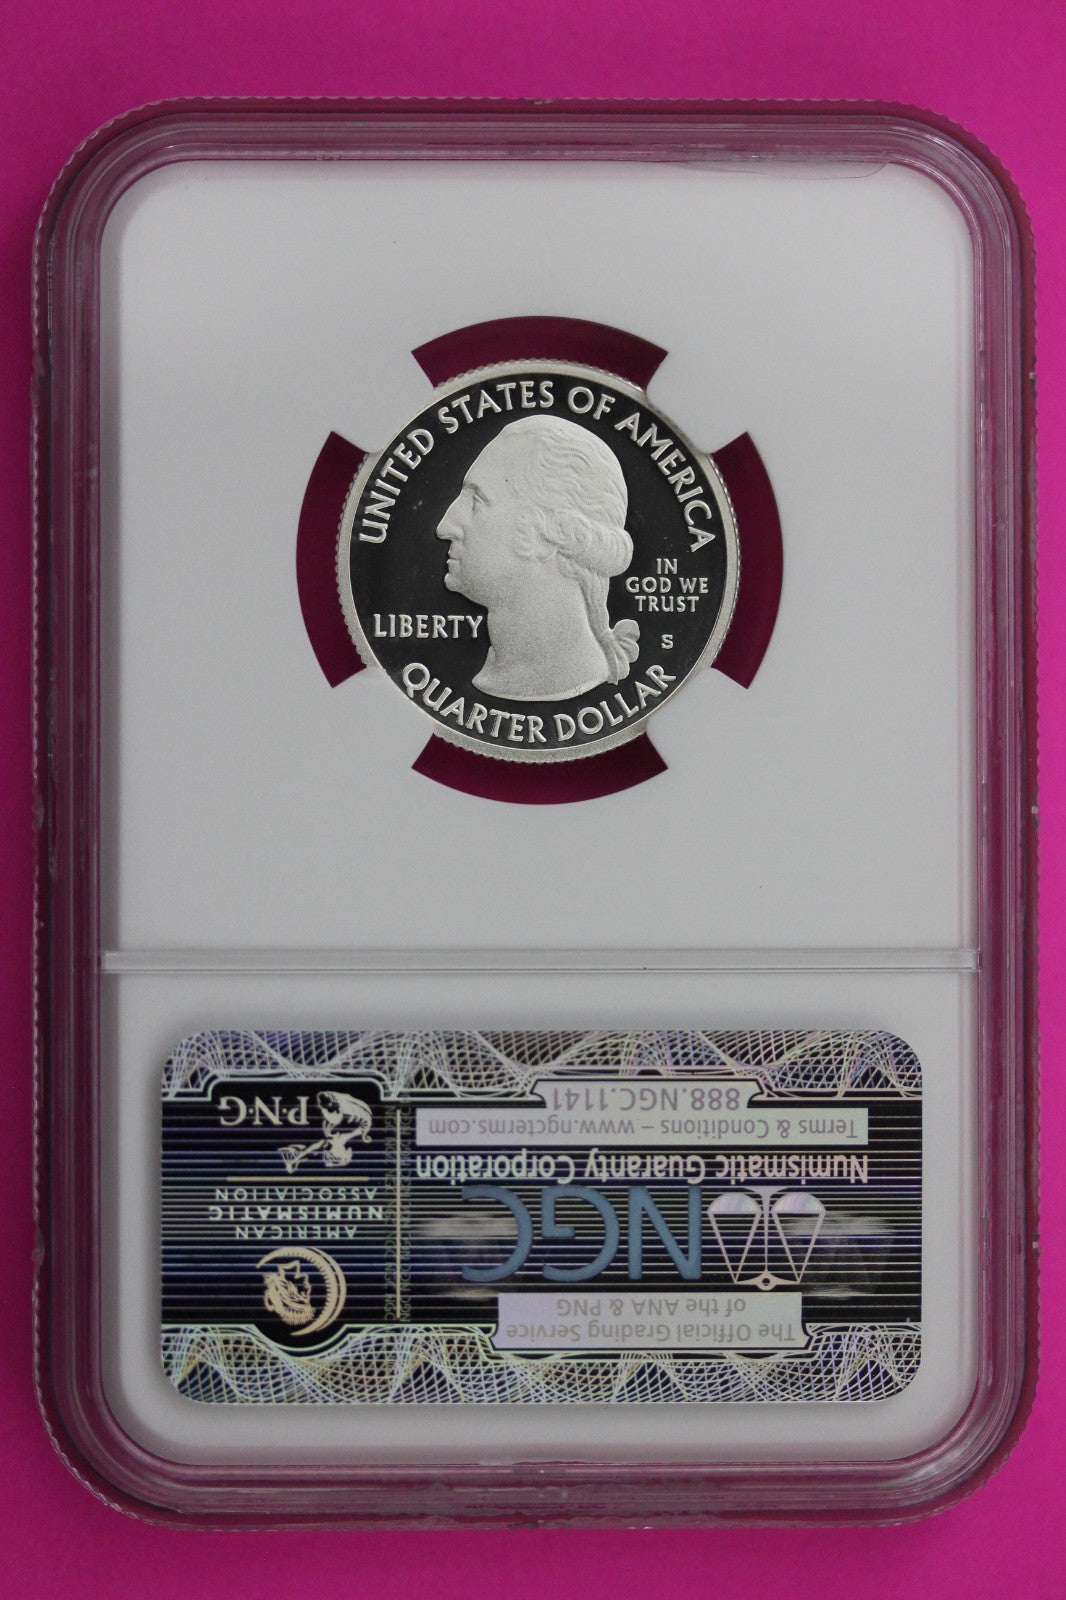 UNITED STATES OF AMERICA
IN
GOD WE
TRUST
LIBERTY
S
QUARTER DOLLAR
The Official Grading Service
of the ANA & PNG
NGC
Numismatic Guaranty Corporation
Terms & Conditions – www.ngcterms.com
888.NGC.1141
AMERICAN
NUMISMATIC
ASSOCIATION
P·N·G